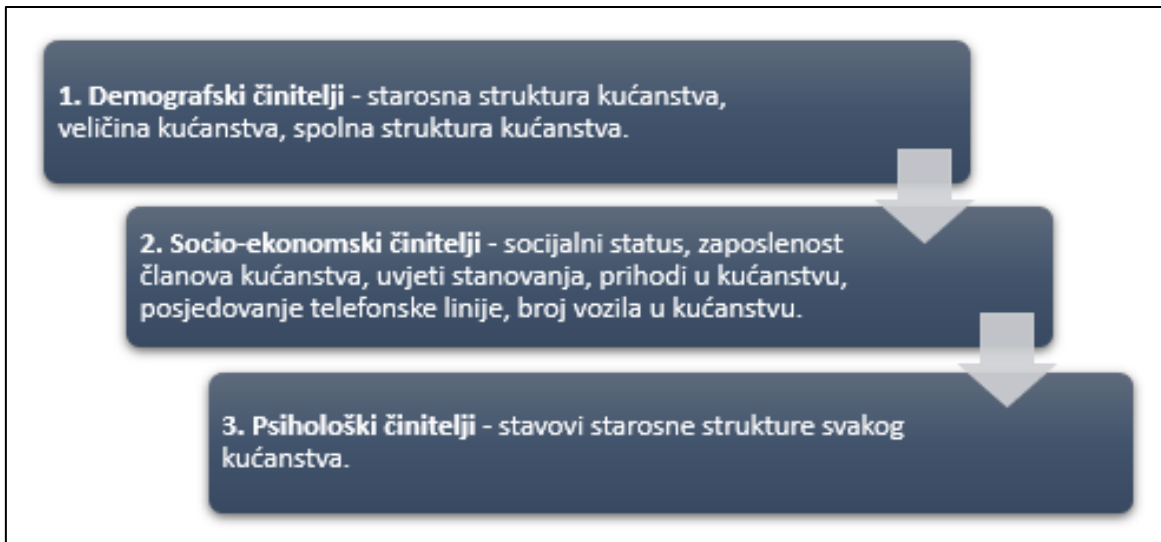 1. Demografski činitelji - starosna struktura kućanstva,
veličina kućanstva, spolna struktura kućanstva.
2. Socio-ekonomski činitelji - socijalni status, zaposlenost
članova kućanstva, uvjeti stanovanja, prihodi u kućanstvu,
posjedovanje telefonske linije, broj vozila u kućanstvu.
3. Psihološki činitelji - stavovi starosne strukture svakog
kućanstva.